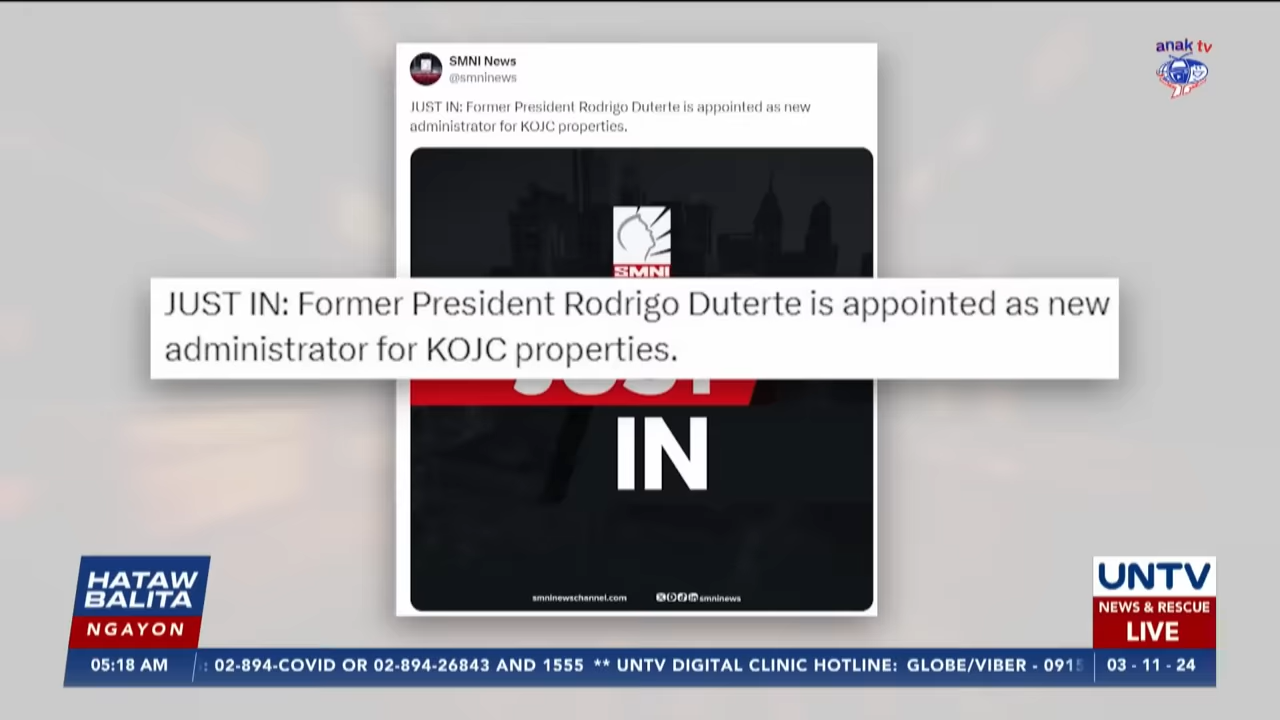 anak tv
SMNI News
@smninews
JUST IN: Former President Rodrigo Duterte is appointed as new
administrator for KOJC properties.
SMNI
JUST IN: Former President Rodrigo Duterte is appointed as new
administrator for KOJC properties.
JUST
IN
smninewschannel.com
smninews
HATAW
BALITA
NGAYON
UNTV
NEWS & RESCUE
LIVE
05:18 AM
: 02-894-COVID OR 02-894-26843 AND 1555 ** UNTV DIGITAL CLINIC HOTLINE: GLOBE/VIBER - 0915
03 - 11 - 24